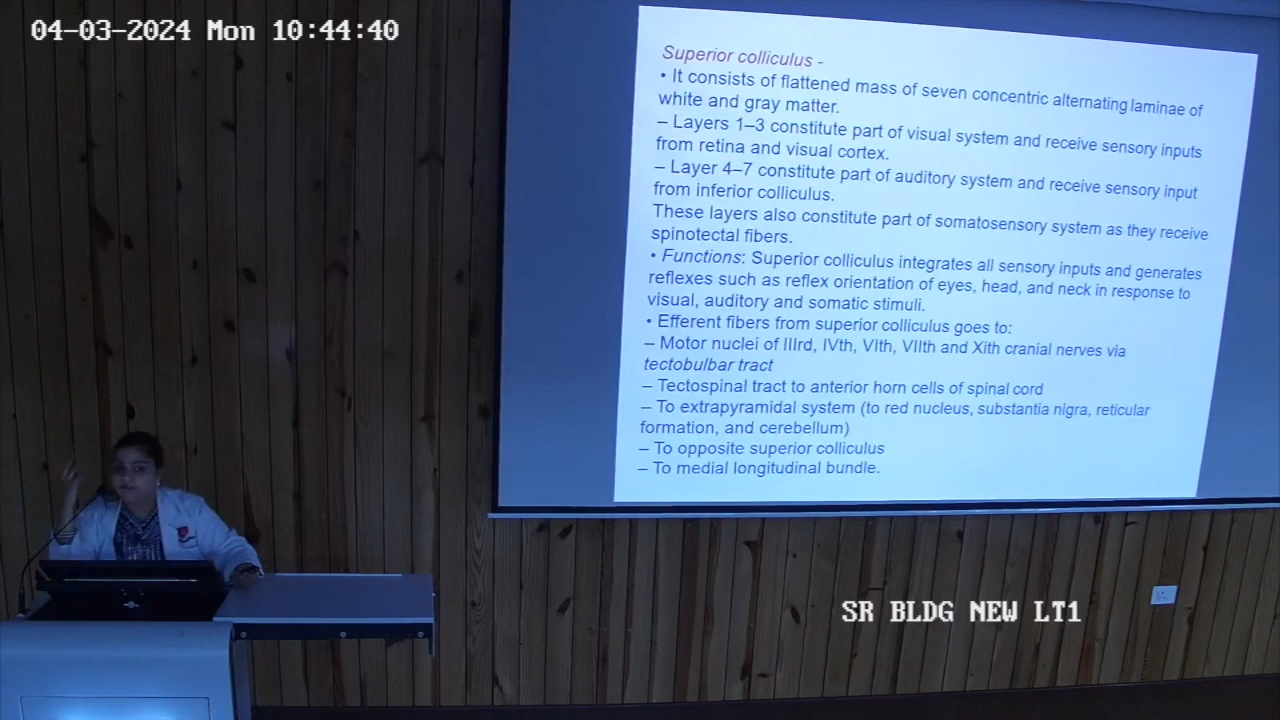 04-03-2024 Mon 10:44:40
Superior colliculus -
• It consists of flattened mass of seven concentric alternating laminae of
white and gray matter.
– Layers 1–3 constitute part of visual system and receive sensory inputs
from retina and visual cortex.
– Layer 4–7 constitute part of auditory system and receive sensory input
from inferior colliculus.
These layers also constitute part of somatosensory system as they receive
spinotectal fibers.
• Functions: Superior colliculus integrates all sensory inputs and generates
reflexes such as reflex orientation of eyes, head, and neck in response to
visual, auditory and somatic stimuli.
• Efferent fibers from superior colliculus goes to:
– Motor nuclei of IIIrd, IVth, VIth, VIIth and Xith cranial nerves via
tectobulbar tract
– Tectospinal tract to anterior horn cells of spinal cord
– To extrapyramidal system (to red nucleus, substantia nigra, reticular
formation, and cerebellum)
– To opposite superior colliculus
– To medial longitudinal bundle.
SR BLDG NEW LT1